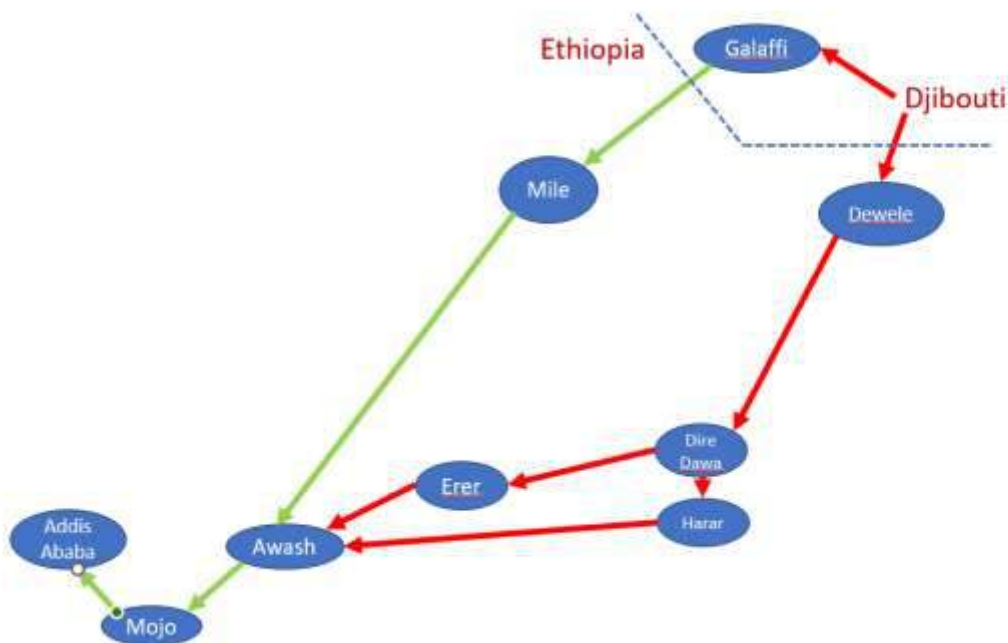 Ethiopia
Galaffi
Djibouti
Mile
Dewele
Dire
Dawa
Erer
Harar
Addis
Ababa
Awash
Mojo